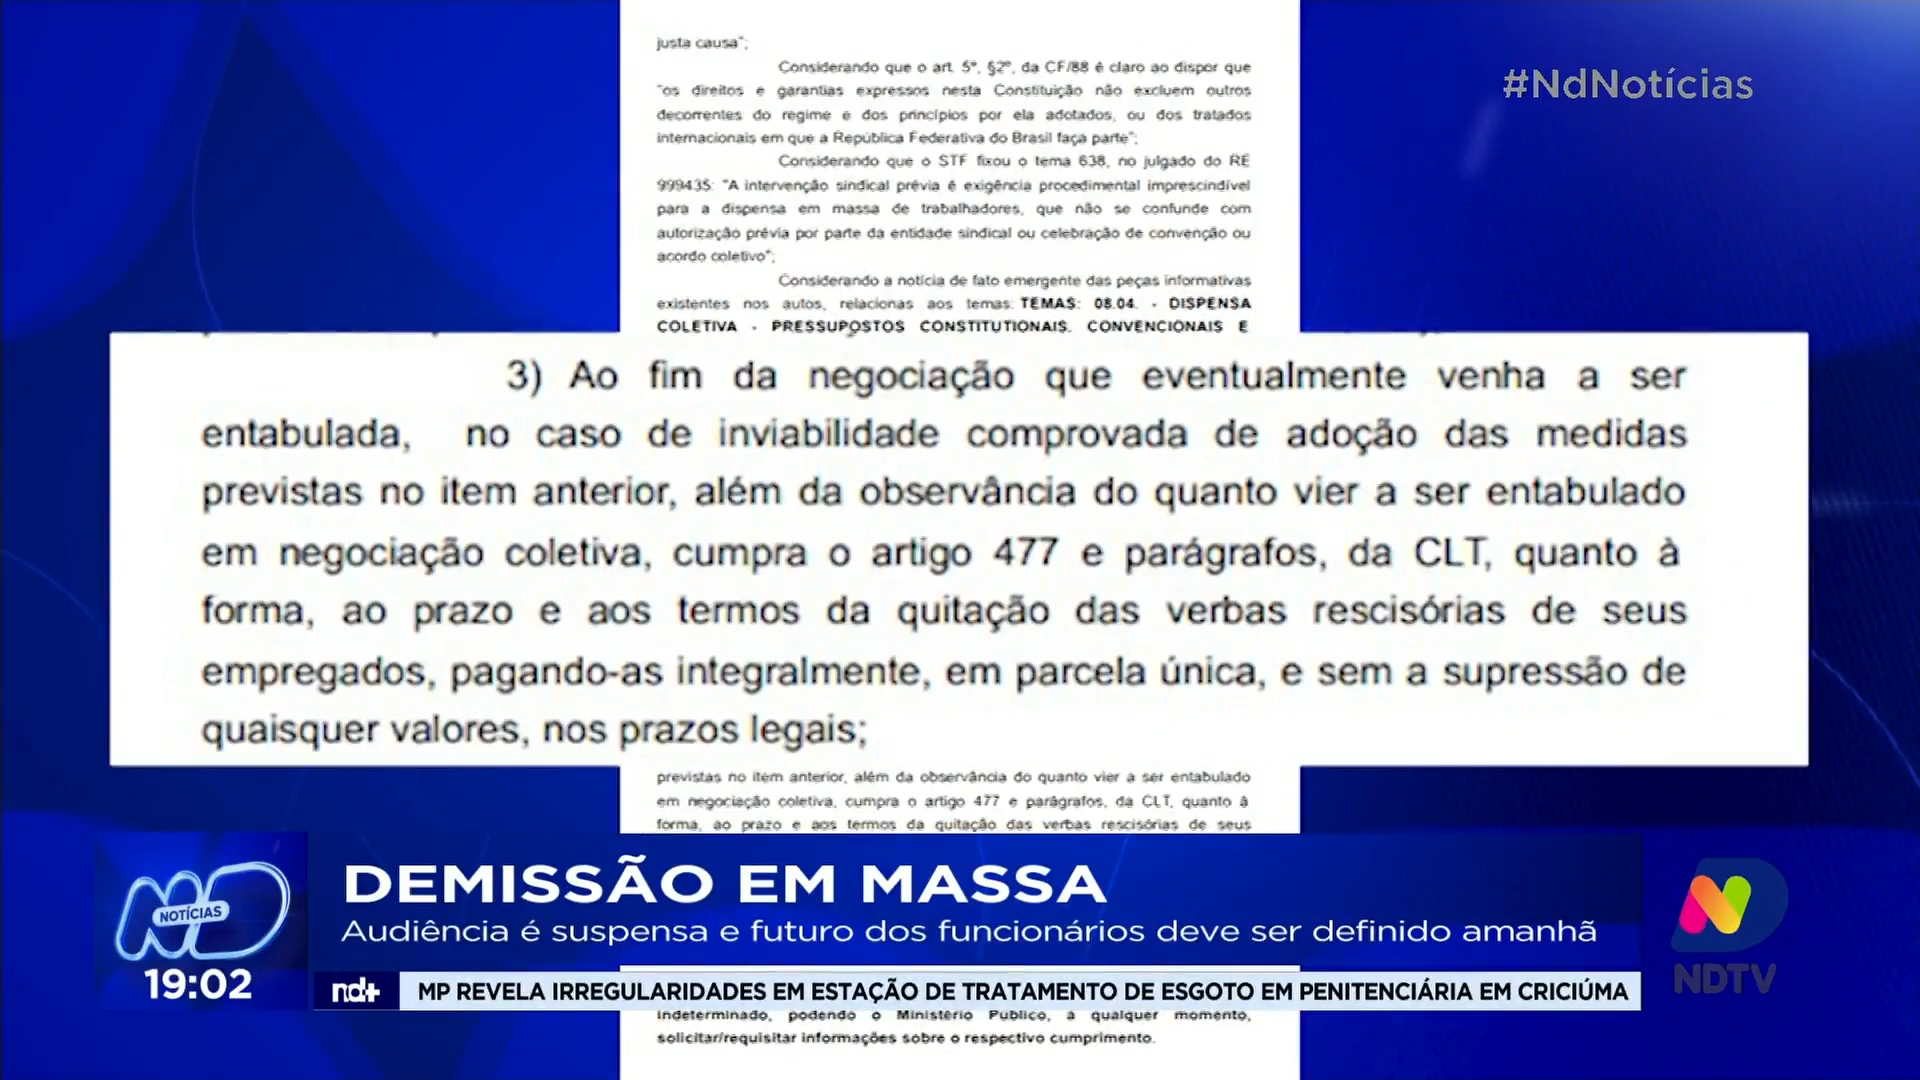 justa causa";
Considerando que o art. 5º, §2º, da CF/88 é claro ao dispor que
"os direitos e garantias expressos nesta Constituição não excluem outros
decorrentes do regime e dos princípios por ela adotados, ou dos tratados
internacionais em que a República Federativa do Brasil faça parte";
Considerando que o STF fixou o tema 638, no julgado do RE
999435: "A intervenção sindical prévia é exigência procedimental imprescindível
para a dispensa em massa de trabalhadores, que não se confunde com
autorização prévia por parte da entidade sindical ou celebração de convenção ou
acordo coletivo";
Considerando a notícia de fato emergente das peças informativas
existentes nos autos, relacionas aos temas: TEMAS: 08.04. - DISPENSA
COLETIVA - PRESSUPOSTOS CONSTITUTIONAIS, CONVENCIONAIS E
#NdNotícias
3) Ao fim da negociação que eventualmente venha a ser
entabulada, no caso de inviabilidade comprovada de adoção das medidas
previstas no item anterior, além da observância do quanto vier a ser entabulado
em negociação coletiva, cumpra o artigo 477 e parágrafos, da CLT, quanto à
forma, ao prazo e aos termos da quitação das verbas rescisórias de seus
empregados, pagando-as integralmente, em parcela única, e sem a supressão de
quaisquer valores, nos prazos legais;
previstas no item anterior, além da observância do quanto vier a ser entabulado
em negociação coletiva, cumpra o artigo 477 e parágrafos, da CLT, quanto à
forma, ao prazo e aos termos da quitação das verbas rescisórias de seus
ND NOTÍCIAS
19:02
DEMISSÃO EM MASSA
Audiência é suspensa e futuro dos funcionários deve ser definido amanhã
nd+ MP REVELA IRREGULARIDADES EM ESTAÇÃO DE TRATAMENTO DE ESGOTO EM PENITENCIÁRIA EM CRICIÚMA
NDTV
indeterminado, podendo o Ministério Público, a qualquer momento,
solicitar/requisitar informações sobre o respectivo cumprimento.